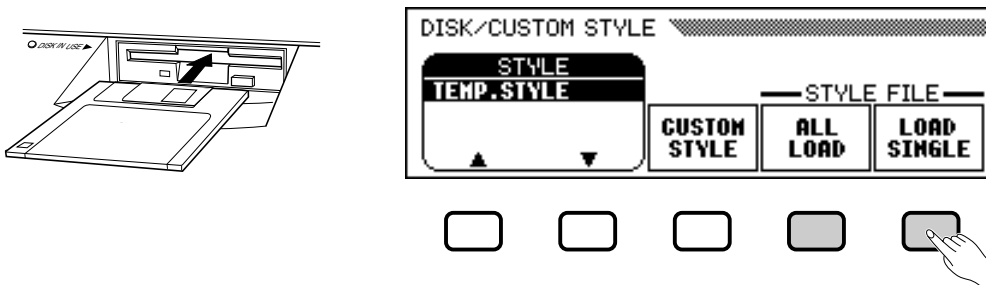 DISK IN USE ▶
DISK/CUSTOM STYLE
STYLE
TEMP.STYLE
▲ ▼
CUSTOM
STYLE
STYLE FILE
ALL
LOAD
LOAD
SINGLE